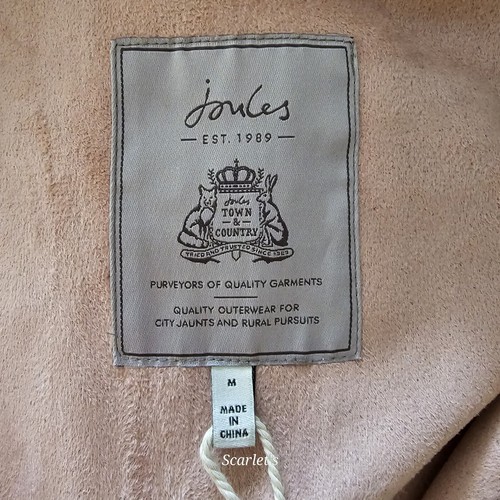 Joules
EST. 1989
Joules
TOWN
&
COUNTRY
TRIED AND TRUSTED SINCE 1989
PURVEYORS OF QUALITY GARMENTS
QUALITY OUTERWEAR FOR
CITY JAUNTS AND RURAL PURSUITS
M
MADE
IN
CHINA
Scarlet's